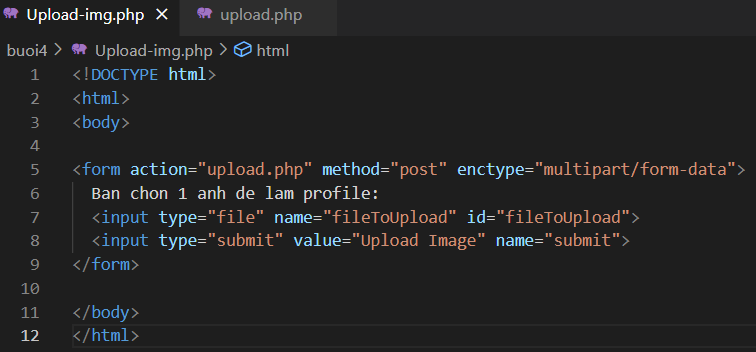 Upload-img.php × upload.php
buoi4 > Upload-img.php > html
1 <!DOCTYPE html>
2 <html>
3 <body>
4
5 <form action="upload.php" method="post" enctype="multipart/form-data">
6   Ban chon 1 anh de lam profile:
7   <input type="file" name="fileToUpload" id="fileToUpload">
8   <input type="submit" value="Upload Image" name="submit">
9 </form>
10
11 </body>
12 </html>